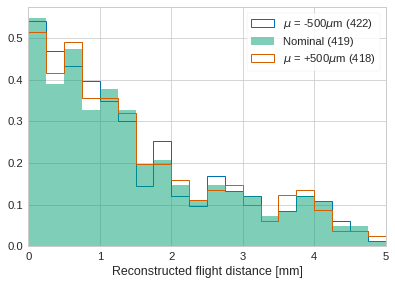 μ = -500μm (422)
Nominal (419)
μ = +500μm (418)
0.5
0.4
0.3
0.2
0.1
0.0
0 1 2 3 4 5
Reconstructed flight distance [mm]